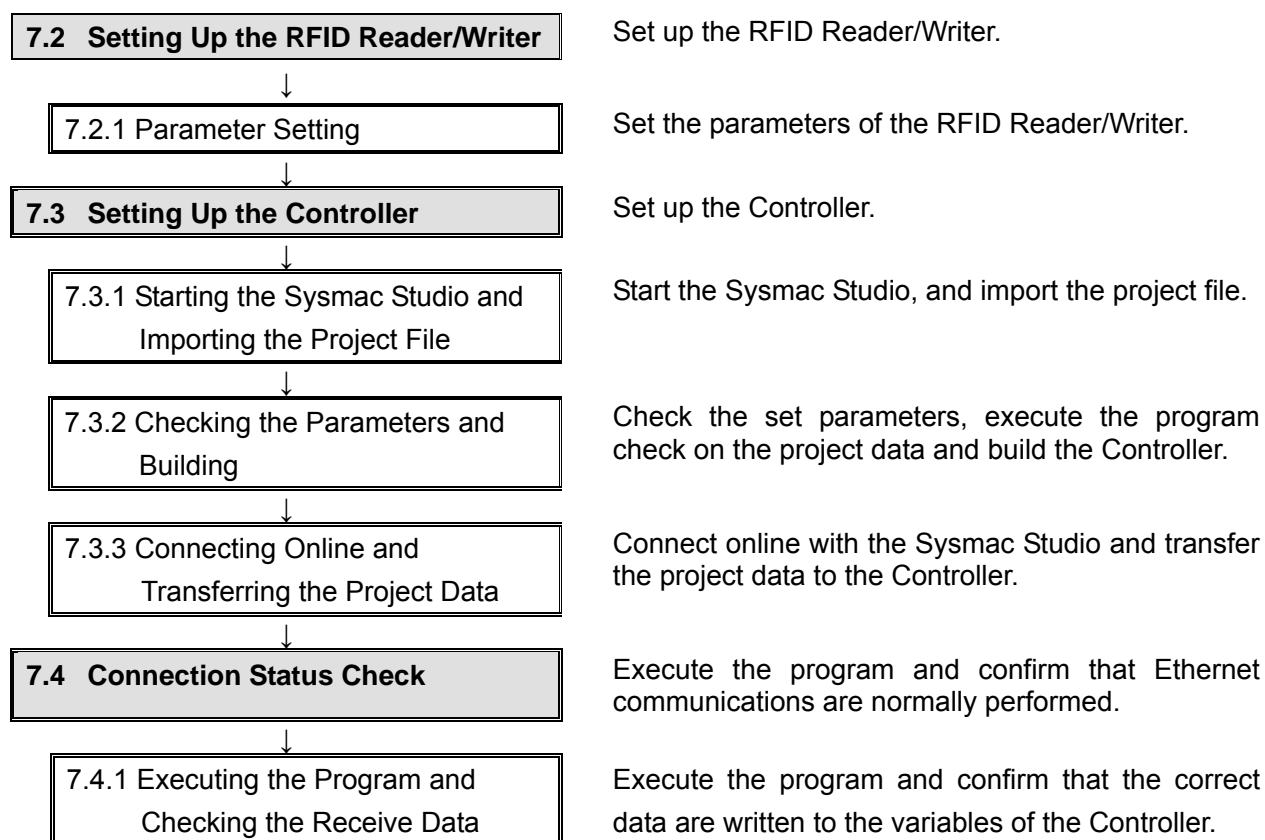 7.2 Setting Up the RFID Reader/Writer
Set up the RFID Reader/Writer.
↓
7.2.1 Parameter Setting
Set the parameters of the RFID Reader/Writer.
↓
7.3 Setting Up the Controller
Set up the Controller.
↓
7.3.1 Starting the Sysmac Studio and
Importing the Project File
Start the Sysmac Studio, and import the project file.
↓
7.3.2 Checking the Parameters and
Building
Check the set parameters, execute the program
check on the project data and build the Controller.
↓
7.3.3 Connecting Online and
Transferring the Project Data
Connect online with the Sysmac Studio and transfer
the project data to the Controller.
↓
7.4 Connection Status Check
Execute the program and confirm that Ethernet
communications are normally performed.
↓
7.4.1 Executing the Program and
Checking the Receive Data
Execute the program and confirm that the correct
data are written to the variables of the Controller.